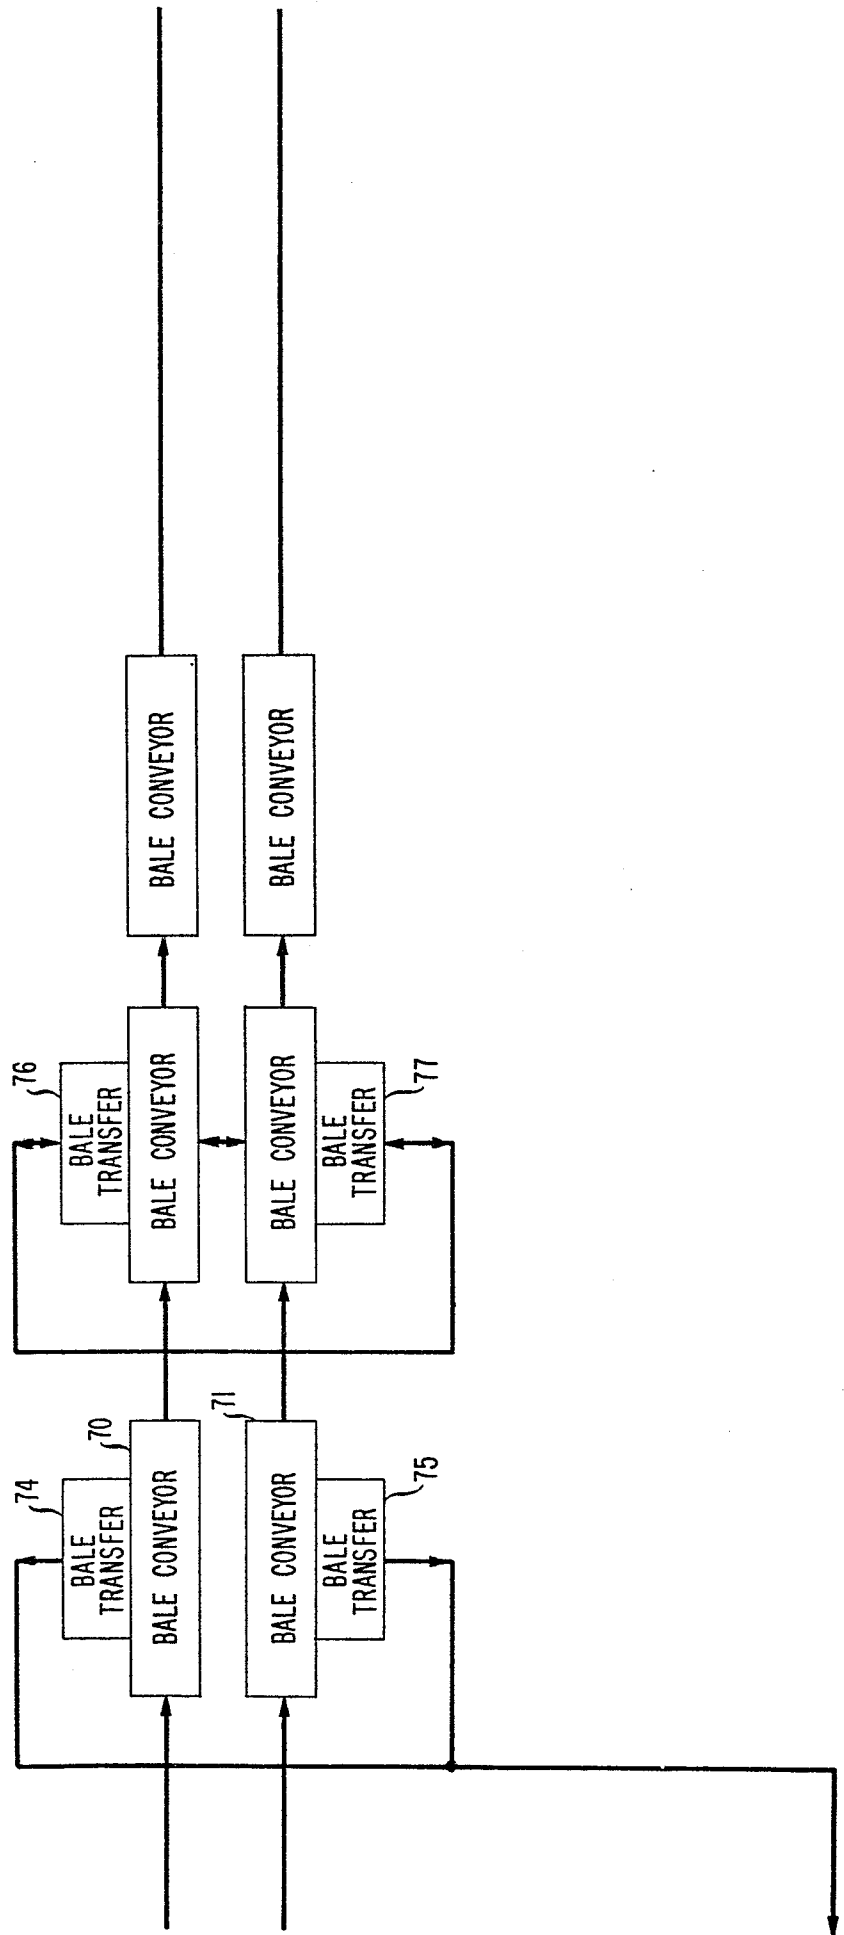 BALE CONVEYOR
BALE CONVEYOR
76
BALE
TRANSFER
BALE CONVEYOR
BALE CONVEYOR
BALE
TRANSFER
77
74
BALE
TRANSFER
70
BALE CONVEYOR
71
BALE CONVEYOR
BALE
TRANSFER
75